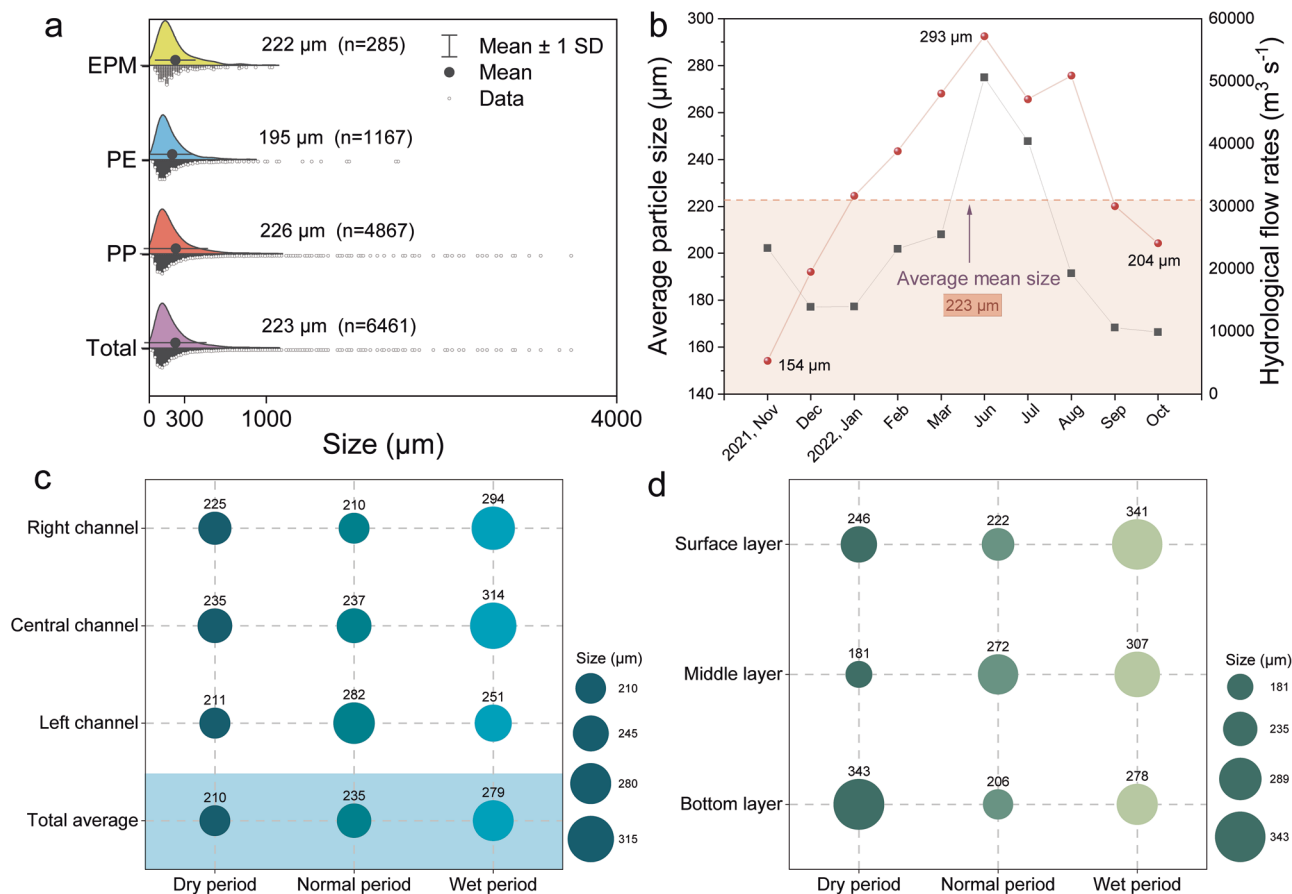 a
EPM
222 µm (n=285)
Mean ± 1 SD
Mean
Data
PE
195 µm (n=1167)
PP
226 µm (n=4867)
Total
223 µm (n=6461)
0
300
1000
4000
Size (µm)
b
Average particle size (µm)
300
280
260
240
220
200
180
160
140
293 µm
154 µm
204 µm
Average mean size
223 µm
60000
50000
40000
30000
20000
10000
0
Hydrological flow rates (m³ s⁻¹)
2021, Nov
Dec
2022, Jan
Feb
Mar
Jun
Jul
Aug
Sep
Oct
c
Right channel
225
210
294
Central channel
235
237
314
Left channel
211
282
251
Total average
210
235
279
Dry period
Normal period
Wet period
Size (µm)
210
245
280
315
d
Surface layer
246
222
341
Middle layer
181
272
307
Bottom layer
343
206
278
Dry period
Normal period
Wet period
Size (µm)
181
235
289
343